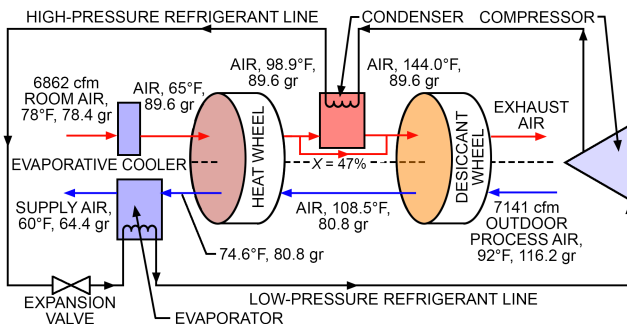 HIGH-PRESSURE REFRIGERANT LINE
CONDENSER
COMPRESSOR
6862 cfm
ROOM AIR,
78°F, 78.4 gr
AIR, 65°F,
89.6 gr
AIR, 98.9°F,
89.6 gr
AIR, 144.0°F,
89.6 gr
EXHAUST
AIR
EVAPORATIVE COOLER
HEAT WHEEL
X = 47%
DESICCANT
WHEEL
SUPPLY AIR,
60°F, 64.4 gr
74.6°F, 80.8 gr
AIR, 108.5°F,
80.8 gr
7141 cfm
OUTDOOR
PROCESS AIR,
92°F, 116.2 gr
EXPANSION
VALVE
EVAPORATOR
LOW-PRESSURE REFRIGERANT LINE